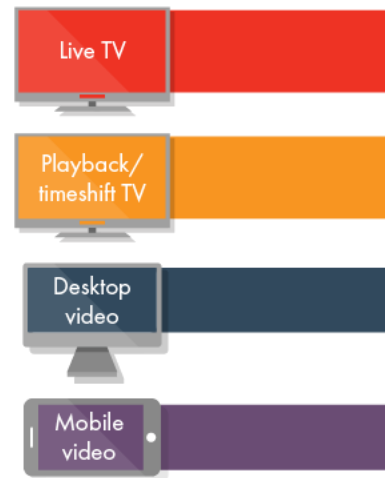 Live TV
Playback/
timeshift TV
Desktop
video
Mobile
video